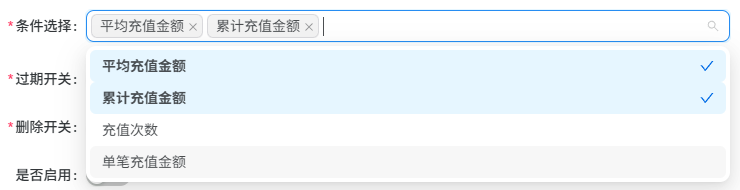 *条件选择: 平均充值金额 × 累计充值金额 ×
平均充值金额
*过期开关:
累计充值金额
*删除开关: 充值次数
单笔充值金额
是否启用: